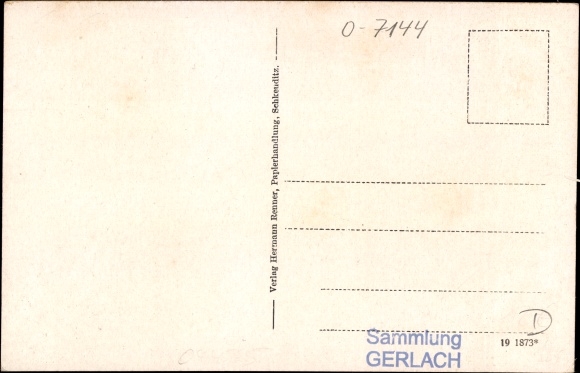 O-7144
Verlag Hermann Renner, Papierhandlung, Schkeuditz.
Sammlung
GERLACH
19 1873*
D